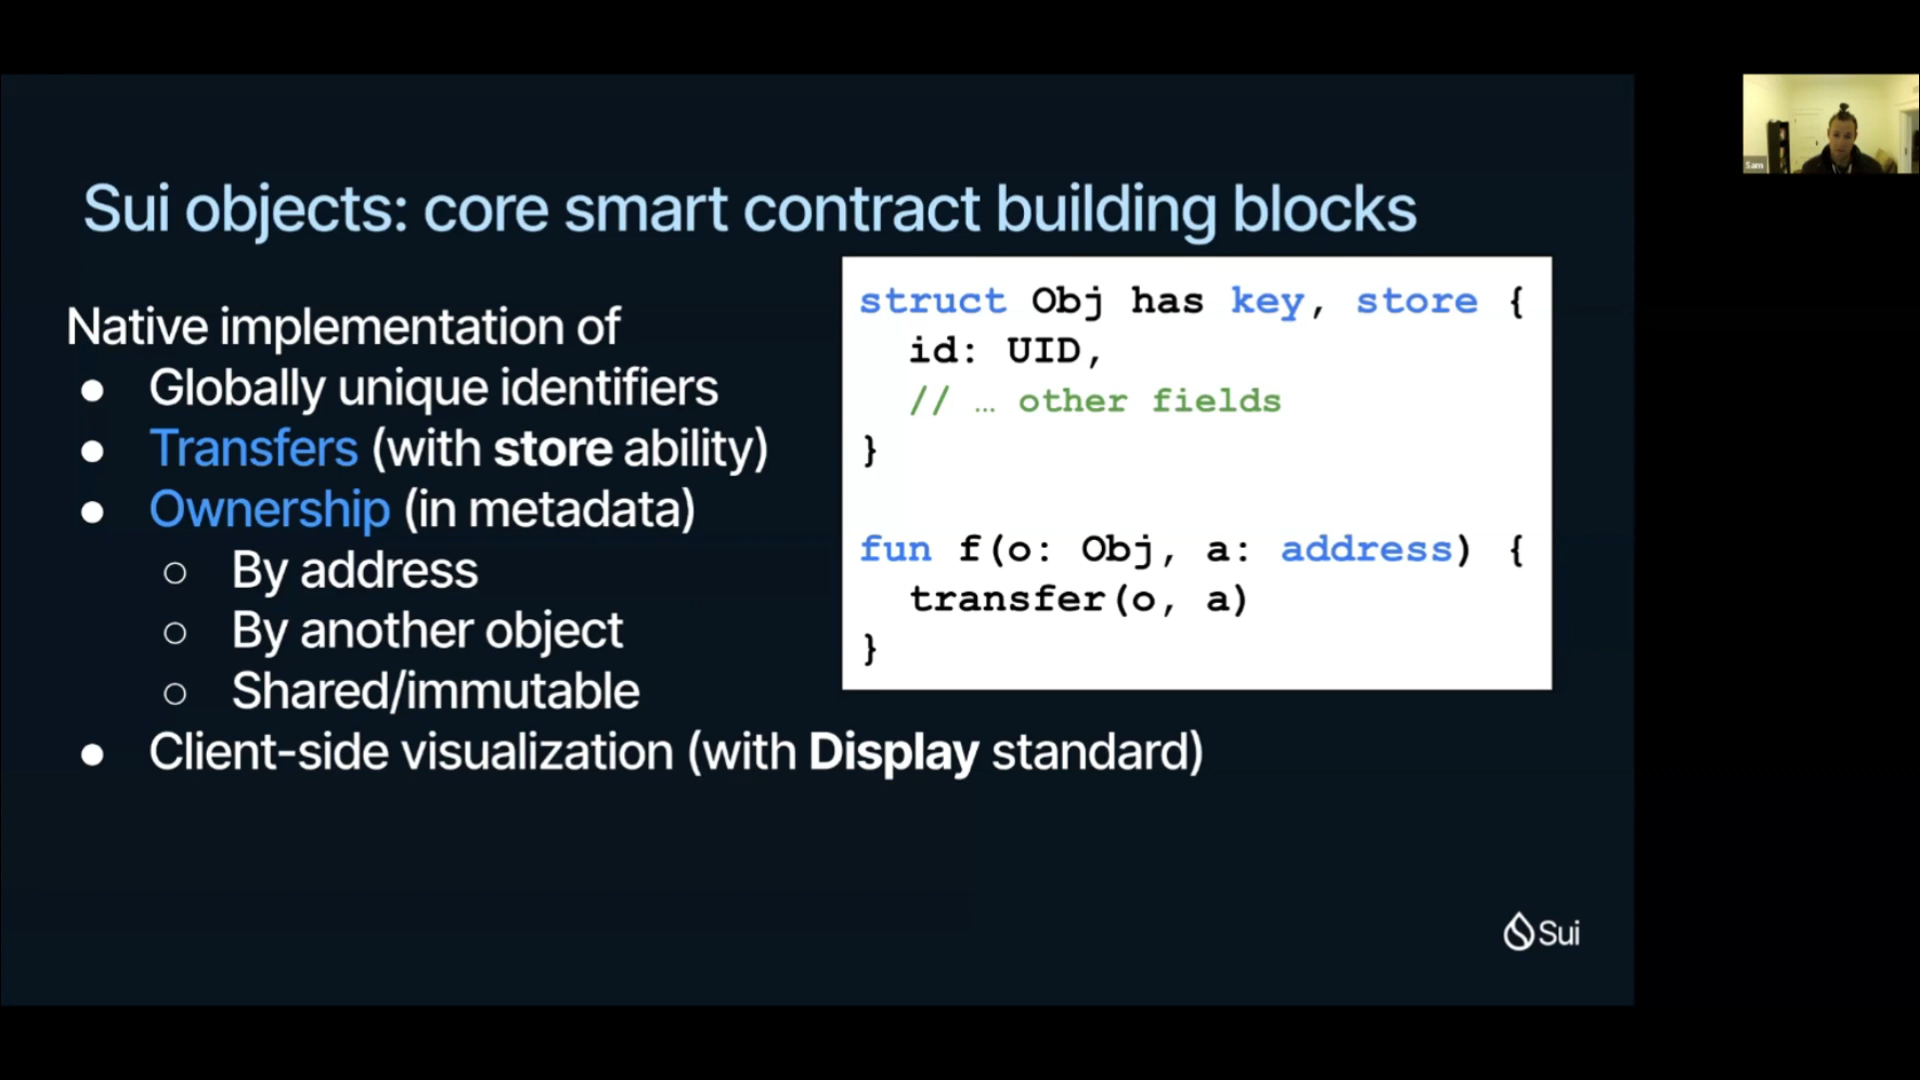 Sui objects: core smart contract building blocks
Native implementation of
● Globally unique identifiers
● Transfers (with store ability)
● Ownership (in metadata)
○ By address
○ By another object
○ Shared/immutable
● Client-side visualization (with Display standard)
struct Obj has key, store {
id: UID,
// … other fields
}
fun f(o: Obj, a: address) {
transfer(o, a)
}
Sui
Sam